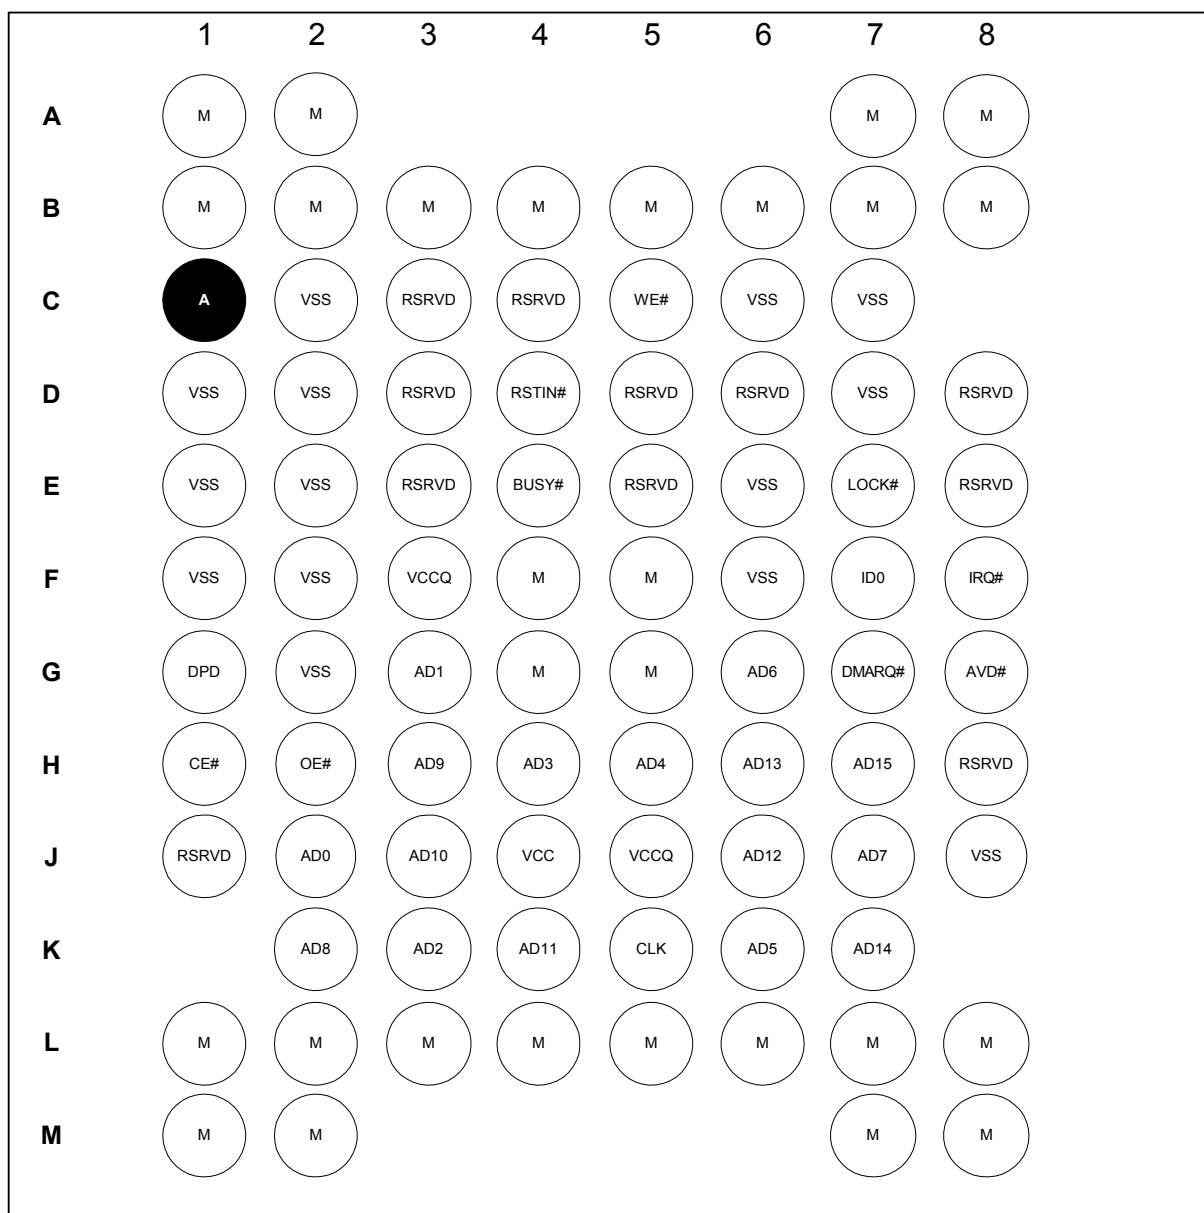 1 2 3 4 5 6 7 8
A M M M M
B M M M M M M M M
C A VSS RSRVD RSRVD WE# VSS VSS
D VSS VSS RSRVD RSTIN# RSRVD RSRVD VSS RSRVD
E VSS VSS RSRVD BUSY# RSRVD VSS LOCK# RSRVD
F VSS VSS VCCQ M M VSS ID0 IRQ#
G DPD VSS AD1 M M AD6 DMARQ# AVD#
H CE# OE# AD9 AD3 AD4 AD13 AD15 RSRVD
J RSRVD AD0 AD10 VCC VCCQ AD12 AD7 VSS
K AD8 AD2 AD11 CLK AD5 AD14
L M M M M M M M M
M M M M M